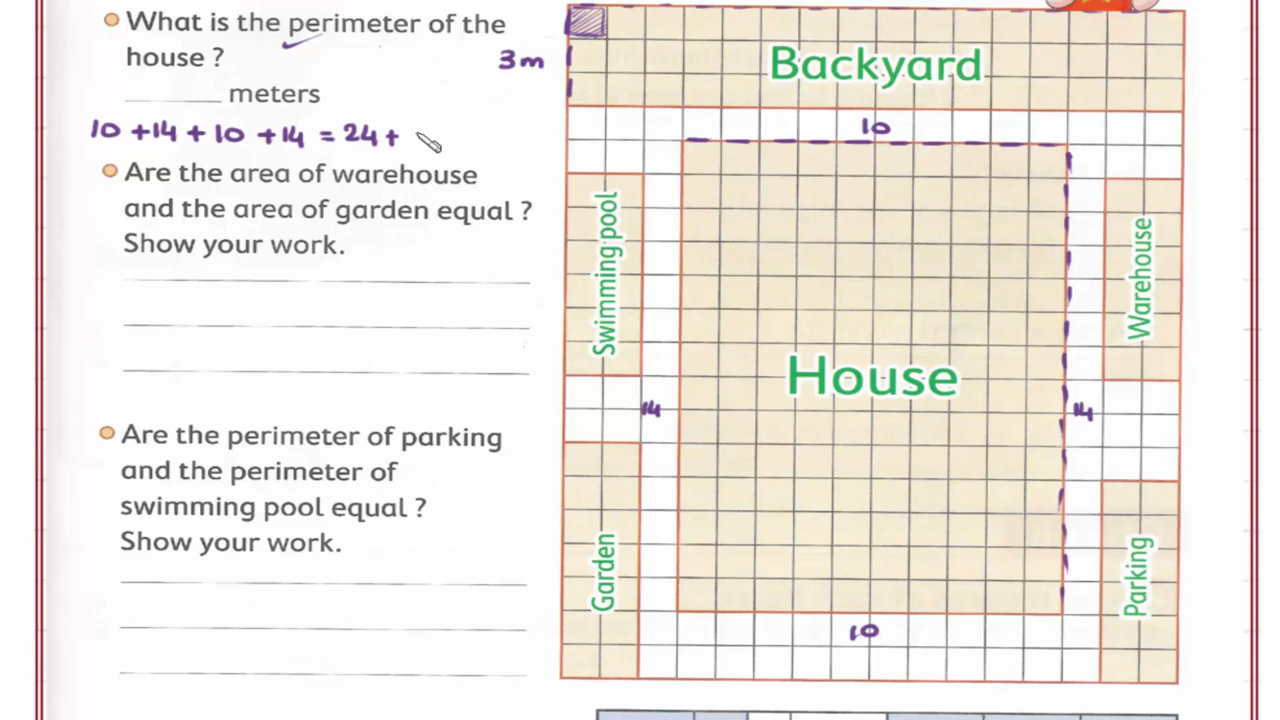 What is the perimeter of the
house ?
______ meters
10 + 14 + 10 + 14 = 24 +
Are the area of warehouse
and the area of garden equal ?
Show your work.
Are the perimeter of parking
and the perimeter of
swimming pool equal ?
Show your work.
3m
Backyard
10
Swimming pool
Warehouse
House
14
14
Garden
Parking
10